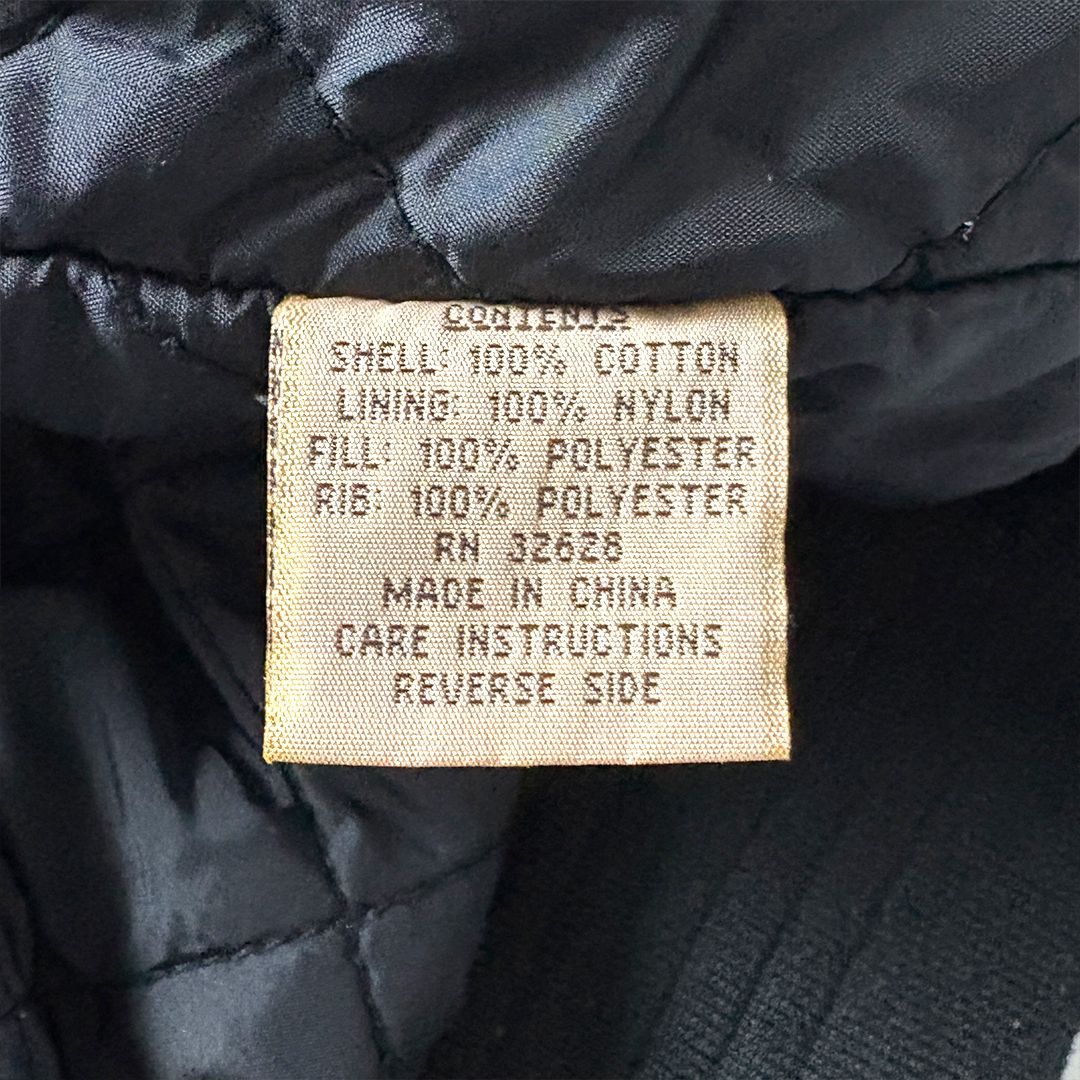 CONTENTS
SHELL: 100% COTTON
LINING: 100% NYLON
FILL: 100% POLYESTER
RIB: 100% POLYESTER
RN 32628
MADE IN CHINA
CARE INSTRUCTIONS
REVERSE SIDE